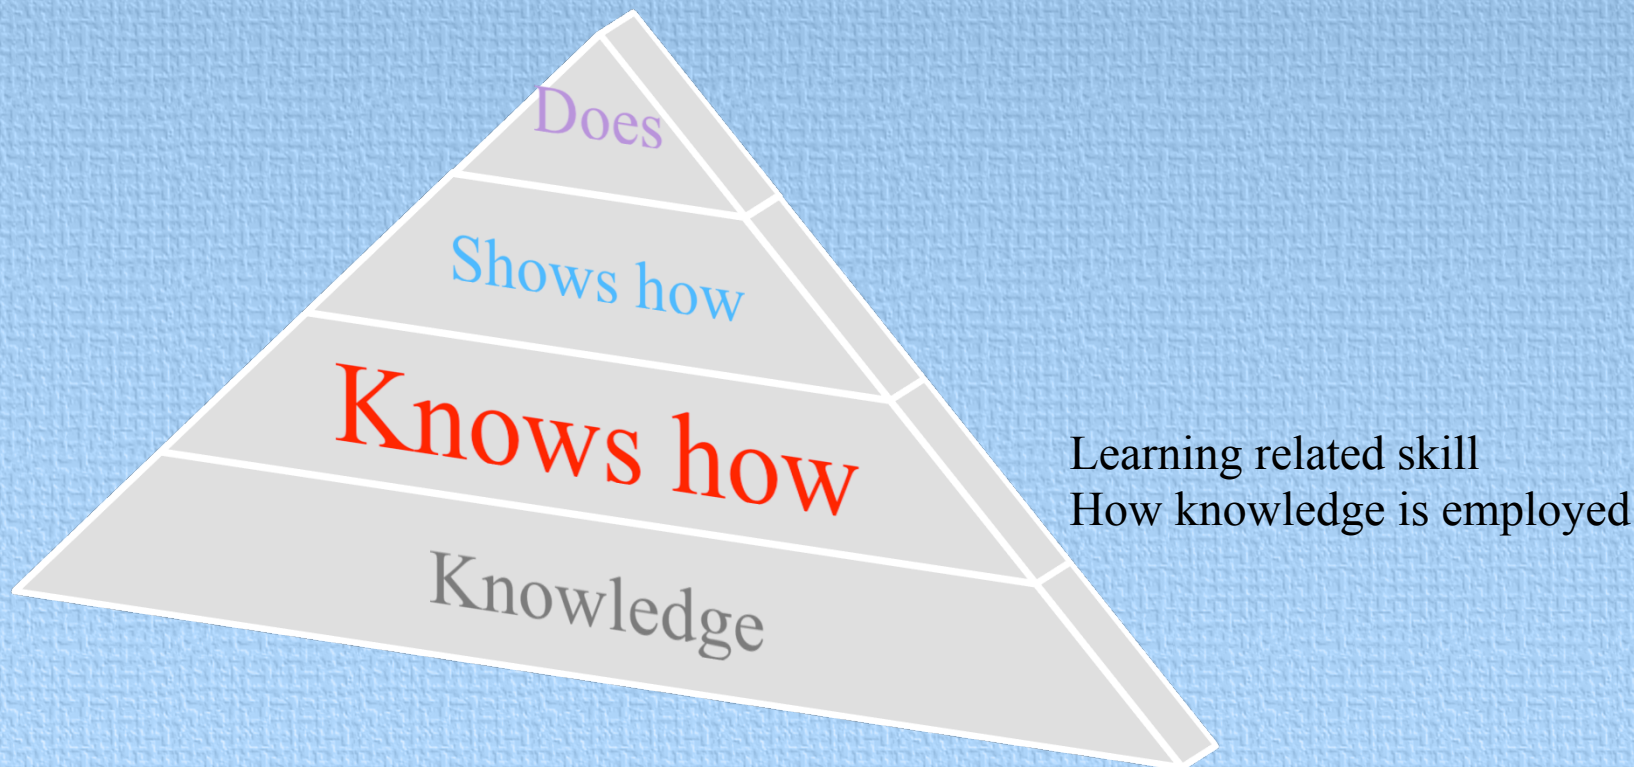 Does
Shows how
Knows how
Learning related skill
How knowledge is employed
Knowledge